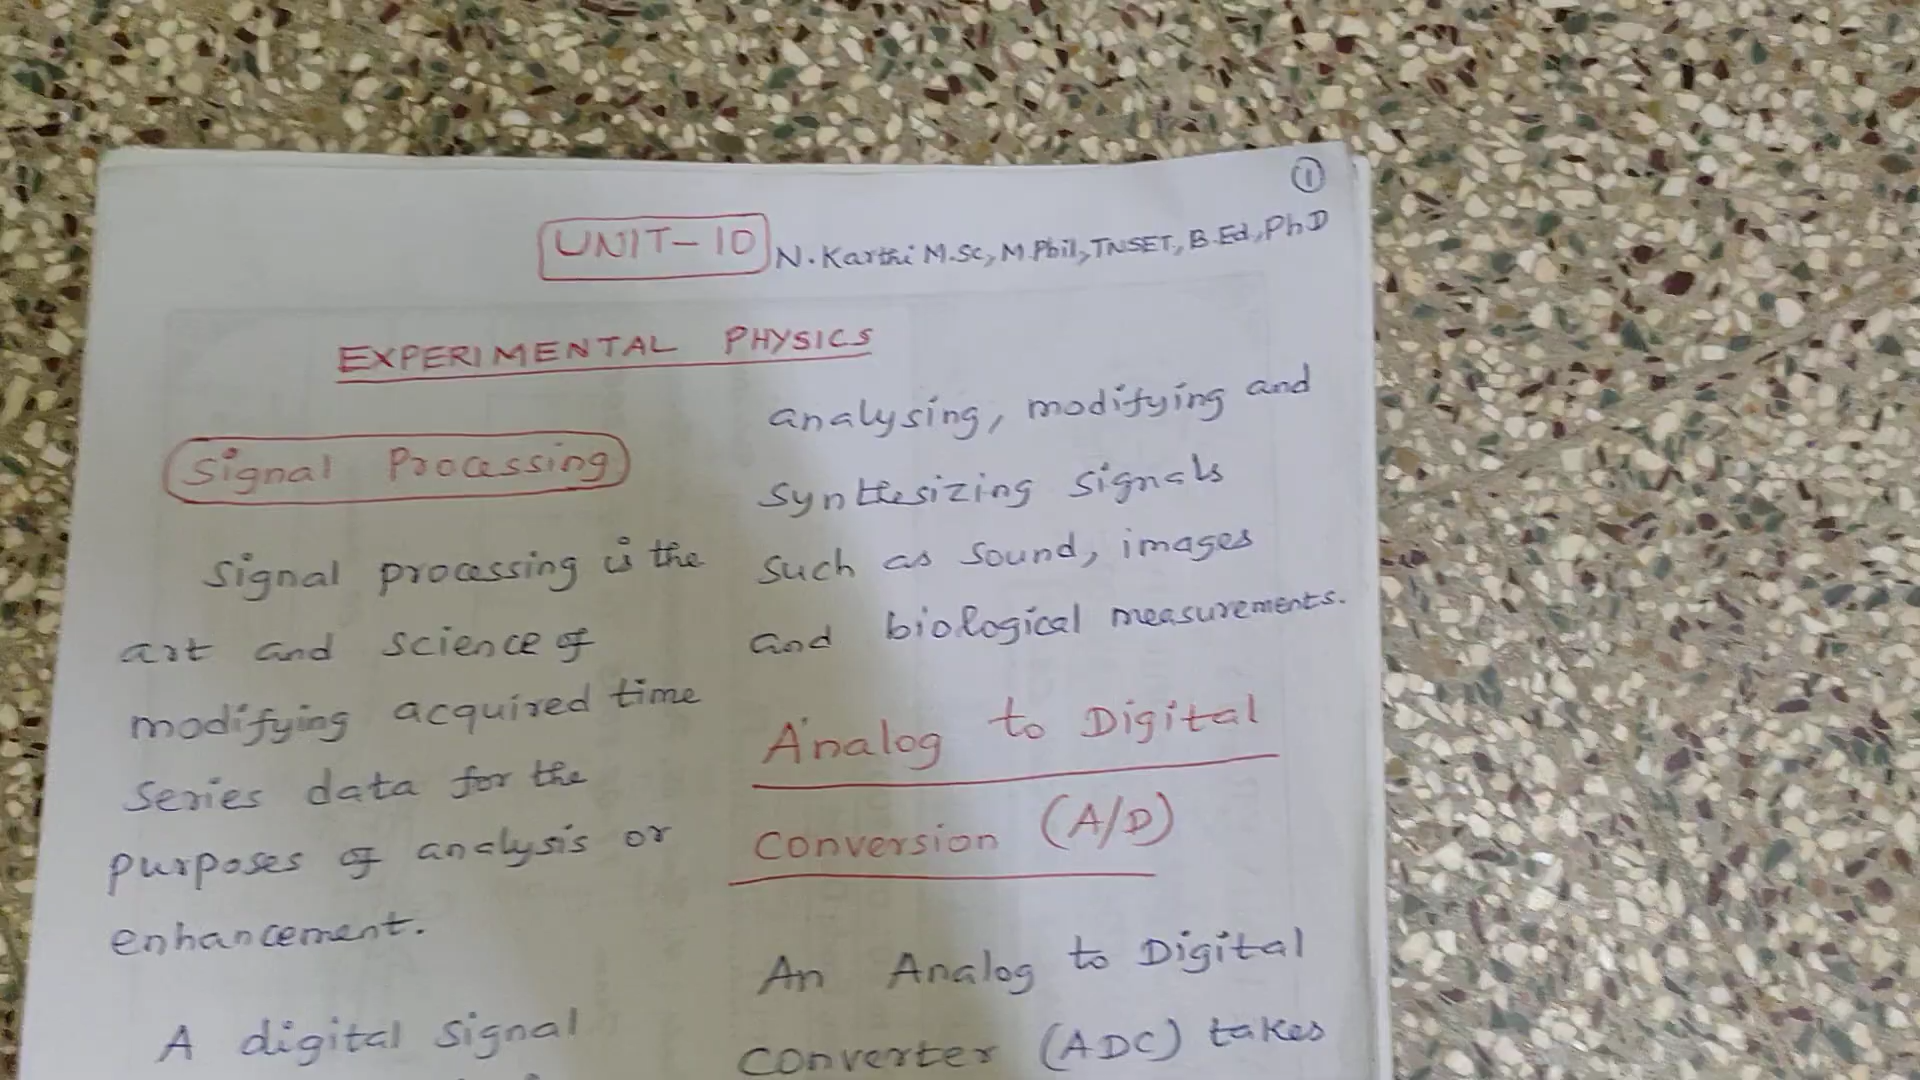 ①
UNIT-10
N. Karthi M.Sc, M.Phil, TNSET, B.Ed, PhD
EXPERIMENTAL PHYSICS
Signal Processing
Signal processing is the
art and science of
modifying acquired time
series data for the
purposes of analysis or
enhancement.
A digital signal
analysing, modifying and
synthesizing signals
such as sound, images
and biological measurements.
Analog to Digital
Conversion (A/D)
An Analog to Digital
Converter (ADC) takes